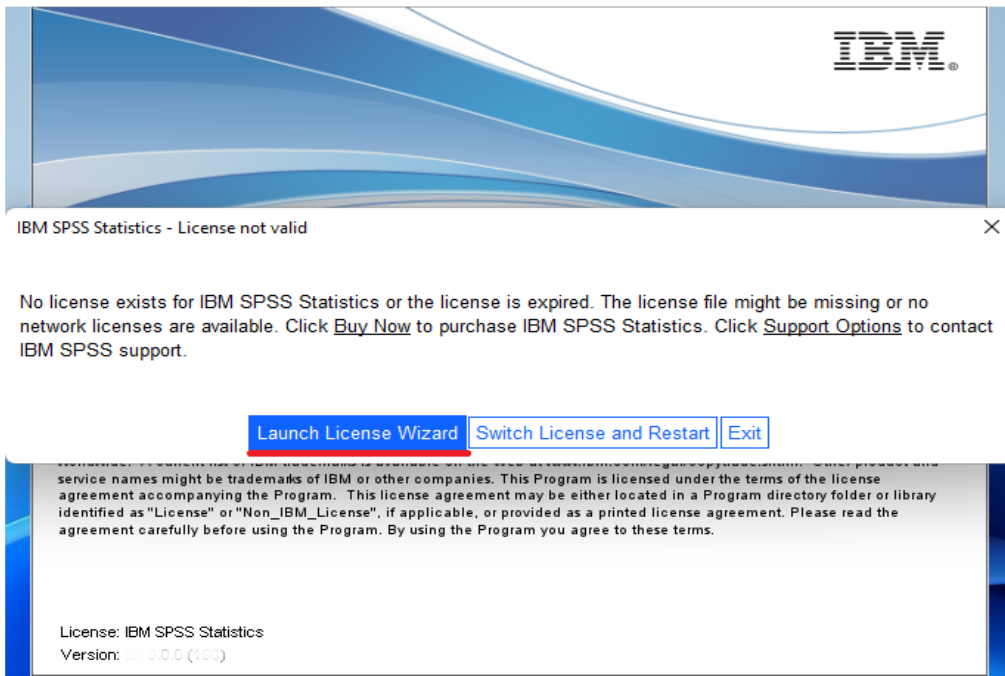 IBM®
IBM SPSS Statistics - License not valid
No license exists for IBM SPSS Statistics or the license is expired. The license file might be missing or no
network licenses are available. Click Buy Now to purchase IBM SPSS Statistics. Click Support Options to contact
IBM SPSS support.
Launch License Wizard Switch License and Restart Exit
service names might be trademarks of IBM or other companies. This Program is licensed under the terms of the license
agreement accompanying the Program. This license agreement may be either located in a Program directory folder or library
identified as "License" or "Non_IBM_License", if applicable, or provided as a printed license agreement. Please read the
agreement carefully before using the Program. By using the Program you agree to these terms.
License: IBM SPSS Statistics
Version: